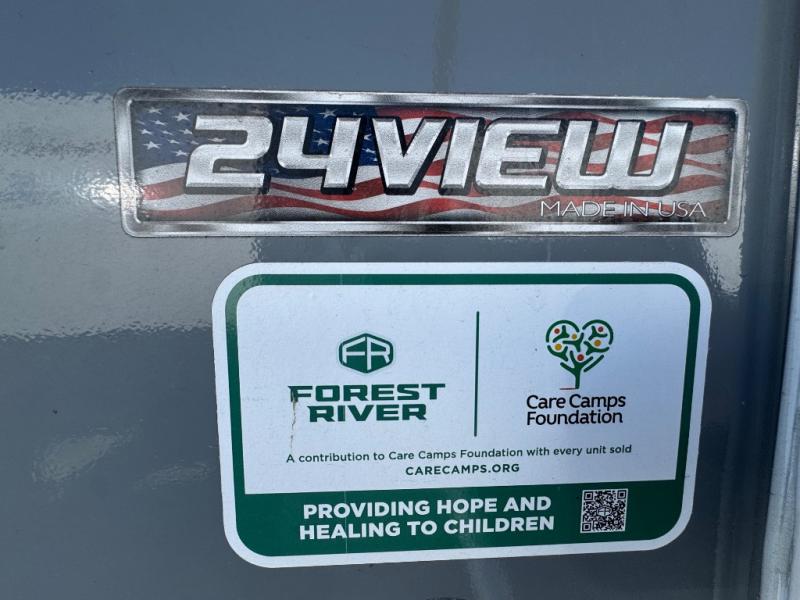 24VIEW
MADE IN USA
FR
FOREST
RIVER
Care Camps
Foundation
A contribution to Care Camps Foundation with every unit sold
CARECAMPS.ORG
PROVIDING HOPE AND
HEALING TO CHILDREN